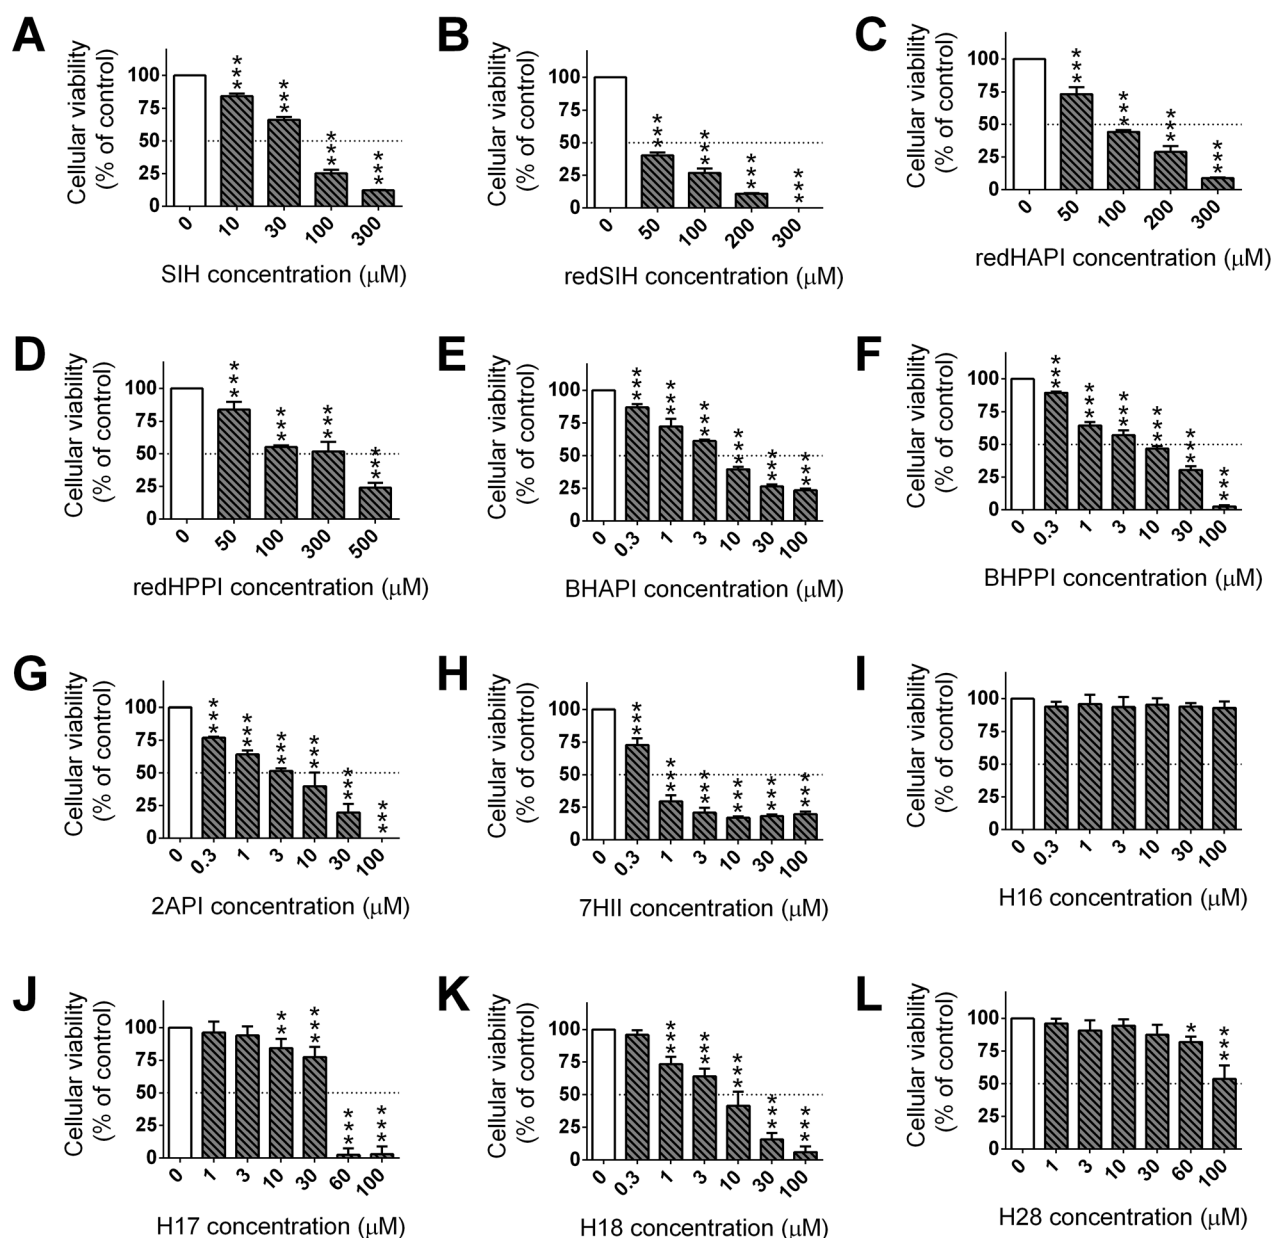 A
Cellular viability
(% of control)
100
75
50
25
0
***
***
***
***
0 10 30 100 300
SIH concentration (μM)
B
Cellular viability
(% of control)
100
75
50
25
0
***
***
***
***
0 50 100 200 300
redSIH concentration (μM)
C
Cellular viability
(% of control)
100
75
50
25
0
***
***
***
***
0 50 100 200 300
redHAPI concentration (μM)
D
Cellular viability
(% of control)
100
75
50
25
0
***
***
***
***
0 50 100 300 500
redHPPI concentration (μM)
E
Cellular viability
(% of control)
100
75
50
25
0
***
***
***
***
***
***
0 0.3 1 3 10 30 100
BHAPI concentration (μM)
F
Cellular viability
(% of control)
100
75
50
25
0
***
***
***
***
***
***
0 0.3 1 3 10 30 100
BHPPI concentration (μM)
G
Cellular viability
(% of control)
100
75
50
25
0
***
***
***
***
***
***
0 0.3 1 3 10 30 100
2API concentration (μM)
H
Cellular viability
(% of control)
100
75
50
25
0
***
***
***
***
***
***
0 0.3 1 3 10 30 100
7HII concentration (μM)
I
Cellular viability
(% of control)
100
75
50
25
0
0 0.3 1 3 10 30 100
H16 concentration (μM)
J
Cellular viability
(% of control)
100
75
50
25
0
**
***
***
***
0 1 3 10 30 60 100
H17 concentration (μM)
K
Cellular viability
(% of control)
100
75
50
25
0
***
***
***
***
***
0 0.3 1 3 10 30 100
H18 concentration (μM)
L
Cellular viability
(% of control)
100
75
50
25
0
*
***
0 1 3 10 30 60 100
H28 concentration (μM)